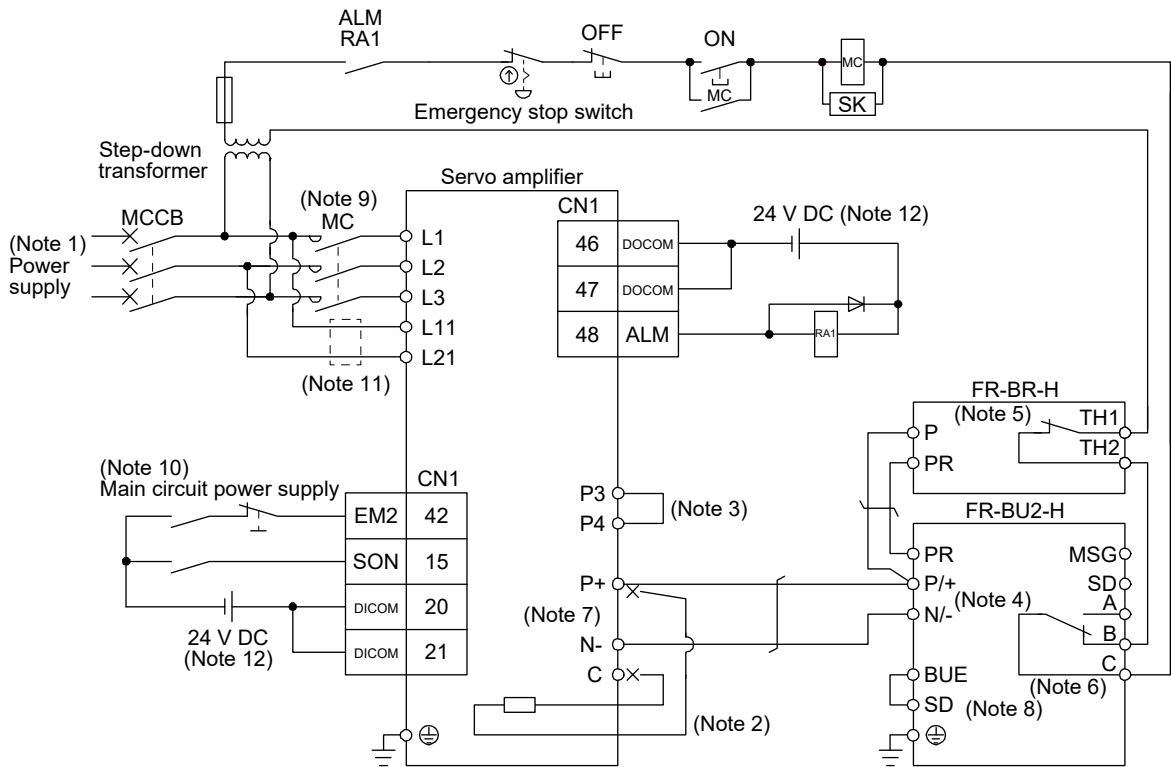 ALM
RA1
OFF
ON
MC
MC
SK
Emergency stop switch
Step-down
transformer
Servo amplifier
(Note 9)
MCCB
MC
CN1
24 V DC (Note 12)
(Note 1)
Power
supply
L1
L2
L3
L11
L21
46
DOCOM
47
DOCOM
48
ALM
RA1
(Note 11)
FR-BR-H
(Note 5)
P
PR
TH1
TH2
(Note 10)
Main circuit power supply
CN1
EM2
42
SON
15
DICOM
20
DICOM
21
24 V DC
(Note 12)
P3
P4
(Note 3)
FR-BU2-H
PR
MSG
P/+
SD
P+
(Note 7)
N/-
(Note 4)
A
N-
B
C
C
BUE
(Note 6)
SD
(Note 8)
(Note 2)